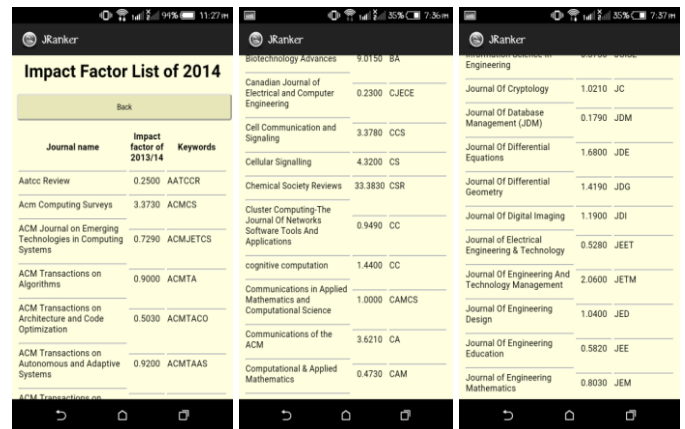 94% 11:27 PM
JRanker
Impact Factor List of 2014
Back
Journal name Impact factor of 2013/14 Keywords
Aatcc Review 0.2500 AATCCR
Acm Computing Surveys 3.3730 ACMCS
ACM Journal on Emerging
Technologies in Computing 0.7290 ACMJETCS
Systems
ACM Transactions on
Algorithms 0.9000 ACMTA
ACM Transactions on
Architecture and Code 0.5030 ACMTACO
Optimization
ACM Transactions on
Autonomous and Adaptive 0.9200 ACMTAAS
Systems
ACM Transactions on
35% 7:36 PM
JRanker
Biotechnology Advances 9.0150 BA
Canadian Journal of
Electrical and Computer 0.2300 CJECE
Engineering
Cell Communication and
Signaling 3.3780 CCS
Cellular Signalling 4.3200 CS
Chemical Society Reviews 33.3830 CSR
Cluster Computing-The
Journal Of Networks
Software Tools And 0.9490 CC
Applications
cognitive computation 1.4400 CC
Communications in Applied
Mathematics and 1.0000 CAMCS
Computational Science
Communications of the
ACM 3.6210 CA
Computational & Applied
Mathematics 0.4730 CAM
35% 7:37 PM
JRanker
Information Science in
Engineering
Journal Of Cryptology 1.0210 JC
Journal Of Database
Management (JDM) 0.1790 JDM
Journal Of Differential
Equations 1.6800 JDE
Journal Of Differential
Geometry 1.4190 JDG
Journal Of Digital Imaging 1.1900 JDI
Journal of Electrical
Engineering & Technology 0.5280 JEET
Journal Of Engineering And
Technology Management 2.0600 JETM
Journal Of Engineering
Design 1.0400 JED
Journal Of Engineering
Education 0.5820 JEE
Journal of Engineering
Mathematics 0.8030 JEM